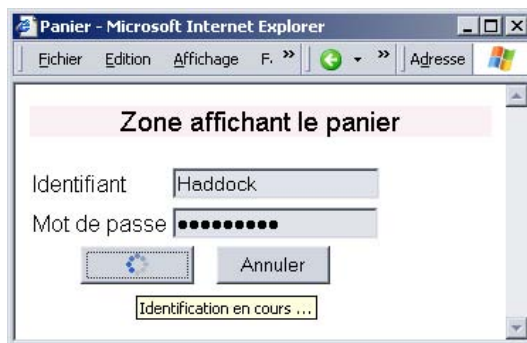 Panier - Microsoft Internet Explorer
Fichier Edition Affichage F. » » Adresse
Zone affichant le panier
Identifiant Haddock
Mot de passe •••••••••
Annuler
Identification en cours ...